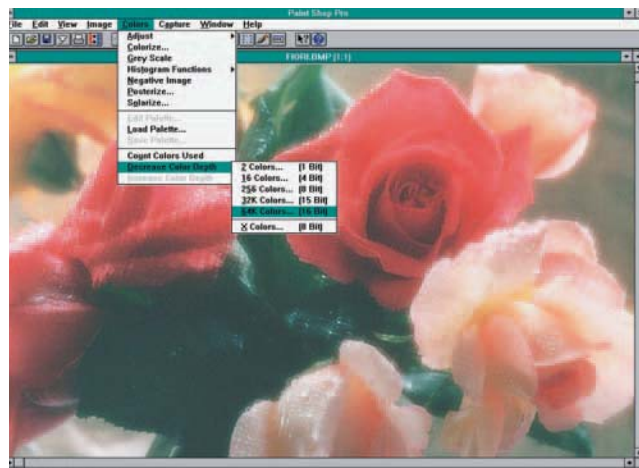 Paint Shop Pro
File Edit View Image Colors Capture Window Help
FIORI.BMP (1:1)
Adjust
Colorize...
Grey Scale
Histogram Functions
Negative Image
Posterize...
Solarize...
Edit Palette...
Load Palette...
Save Palette...
Count Colors Used
Decrease Color Depth
Increase Color Depth
2 Colors... (1 Bit)
16 Colors... (4 Bit)
256 Colors... (8 Bit)
32K Colors... (15 Bit)
64K Colors... (16 Bit)
X Colors... (8 Bit)